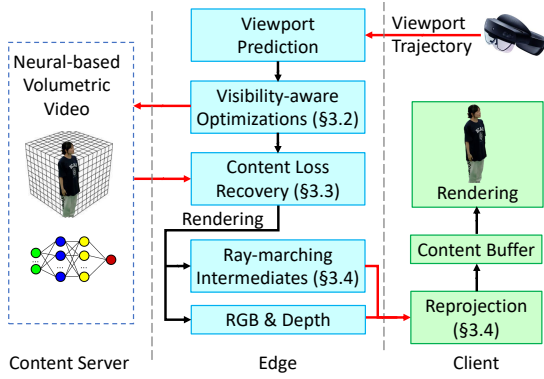 Neural-based
Volumetric
Video
Content Server
Viewport
Prediction
Visibility-aware
Optimizations (§3.2)
Content Loss
Recovery (§3.3)
Rendering
Ray-marching
Intermediates (§3.4)
RGB & Depth
Edge
Viewport
Trajectory
Rendering
Content Buffer
Reprojection
(§3.4)
Client